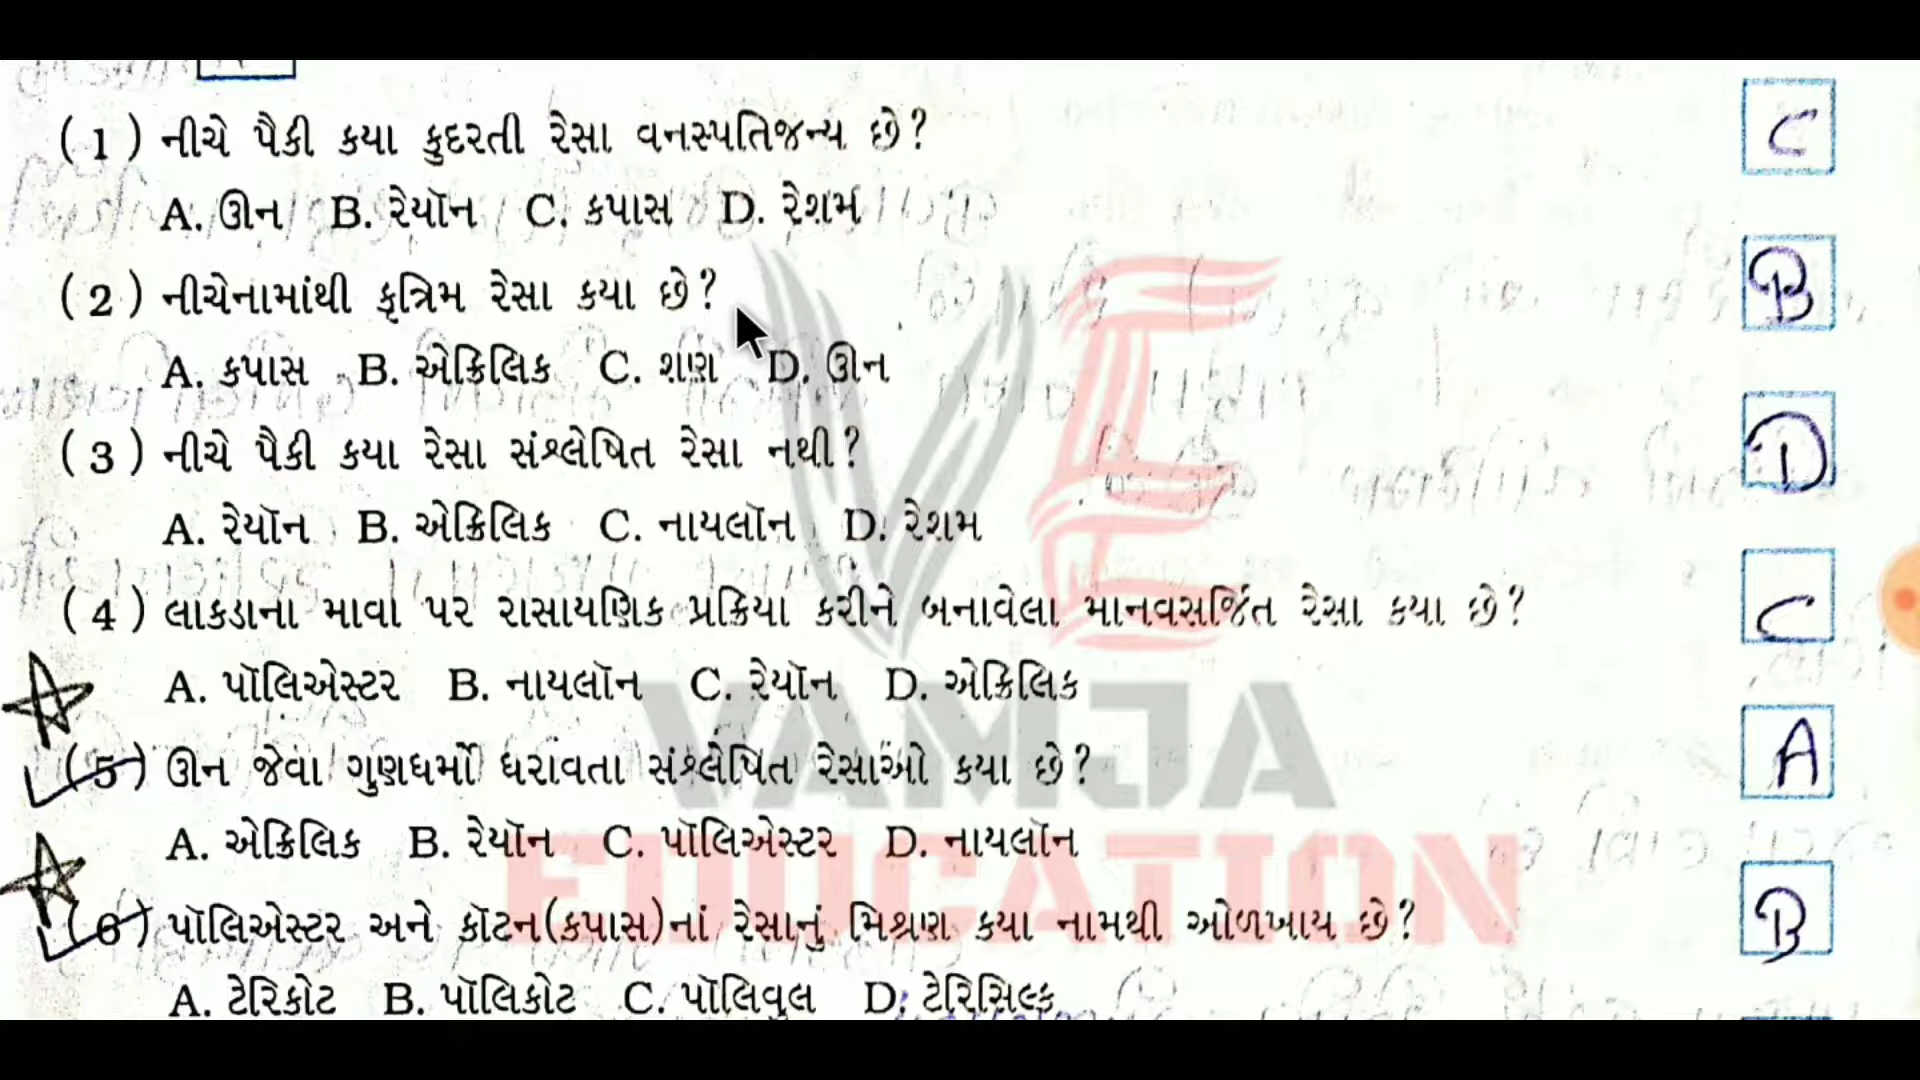 (1) નીચે પૈકી કયા કુદરતી રેસા વનસ્પતિજન્ય છે? C
A. ઊન B. રેયૉન C. કપાસ D. રેશમ
(2) નીચેનામાંથી કૃત્રિમ રેસા કયા છે? B
A. કપાસ B. એક્રિલિક C. શણ D. ઊન
(3) નીચે પૈકી કયા રેસા સંશ્લેષિત રેસા નથી? D
A. રેયૉન B. એક્રિલિક C. નાયલૉન D. રેશમ
(4) લાકડાના માવા પર રાસાયણિક પ્રક્રિયા કરીને બનાવેલા માનવસર્જિત રેસા કયા છે? C
A. પૉલિએસ્ટર B. નાયલૉન C. રેયૉન D. એક્રિલિક
(5) ઊન જેવા ગુણધર્મો ધરાવતા સંશ્લેષિત રેસાઓ કયા છે? A
A. એક્રિલિક B. રેયૉન C. પૉલિએસ્ટર D. નાયલૉન
(6) પૉલિએસ્ટર અને કૉટન(કપાસ)નાં રેસાનું મિશ્રણ કયા નામથી ઓળખાય છે? B
A. ટેરિકોટ B. પૉલિકોટ C. પૉલિવુલ D. ટેરિસિલ્ક
VE
VAMJA
EDUCATION